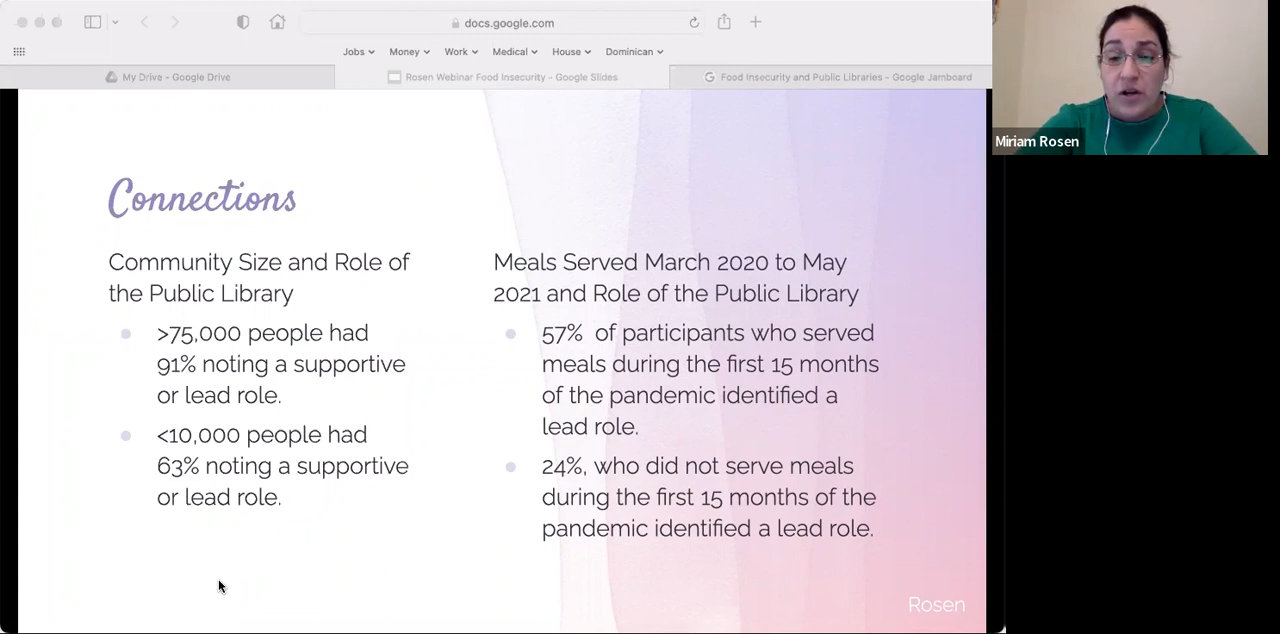 docs.google.com
Jobs Money Work Medical House Dominican
My Drive - Google Drive
Rosen Webinar Food Insecurity - Google Slides
Food Insecurity and Public Libraries - Google Jamboard
Miriam Rosen
Connections
Community Size and Role of
the Public Library
>75,000 people had
91% noting a supportive
or lead role.
<10,000 people had
63% noting a supportive
or lead role.
Meals Served March 2020 to May
2021 and Role of the Public Library
57% of participants who served
meals during the first 15 months
of the pandemic identified a
lead role.
24%, who did not serve meals
during the first 15 months of the
pandemic identified a lead role.
Rosen